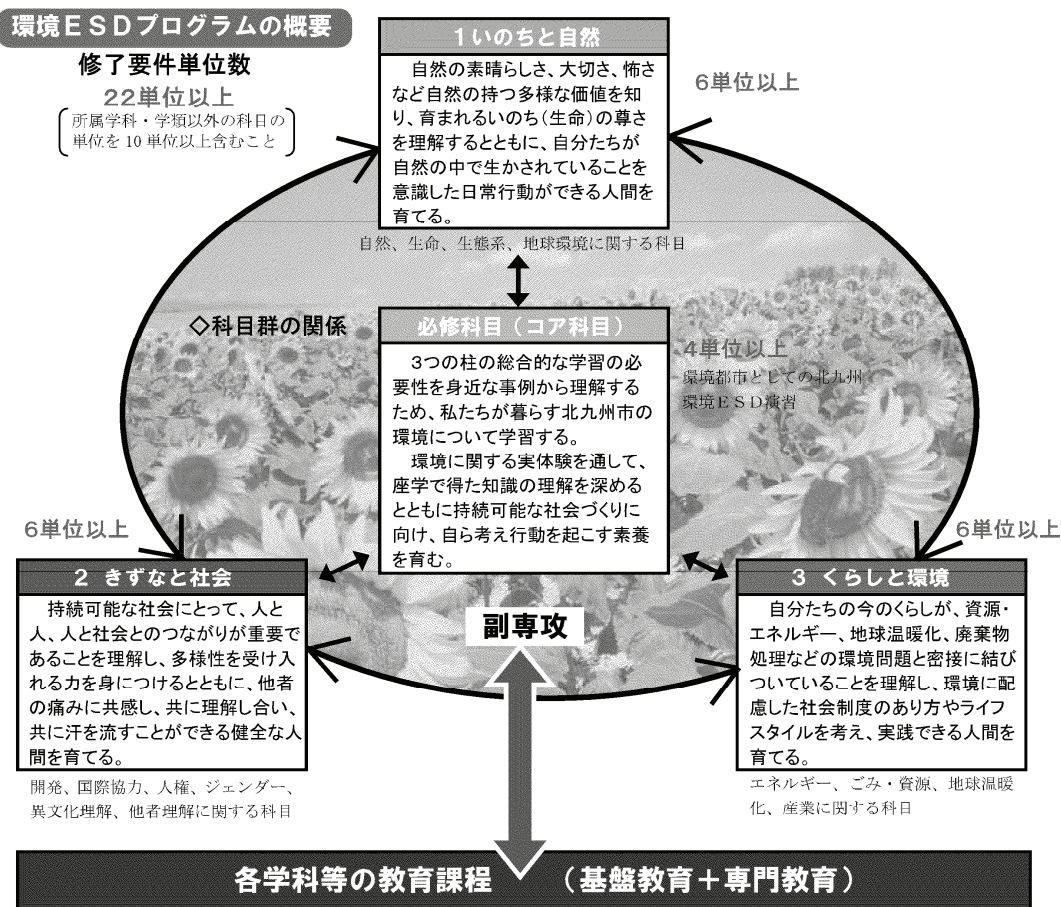 環境ESDプログラムの概要
修了要件単位数
22単位以上
所属学科・学類以外の科目の
単位を10単位以上含むこと
1いのちと自然
自然の素晴らしさ、大切さ、怖さ
など自然の持つ多様な価値を知
り、育まれるいのち(生命)の尊さ
を理解するとともに、自分たちが
自然の中で生かされていることを
意識した日常行動ができる人間を
育てる。
6単位以上
自然、生命、生態系、地球環境に関する科目
◇科目群の関係
必修科目(コア科目)
3つの柱の総合的な学習の必
要性を身近な事例から理解する
ため、私たちが暮らす北九州市の
環境について学習する。
環境に関する実体験を通して、
座学で得た知識の理解を深める
とともに持続可能な社会づくりに
向け、自ら考え行動を起こす素養
を育む。
4単位以上
環境都市としての北九州
環境ESD演習
6単位以上
2 きずなと社会
持続可能な社会にとって、人と
人、人と社会とのつながりが重要で
あることを理解し、多様性を受け入
れる力を身につけるとともに、他者
の痛みに共感し、共に理解し合い、
共に汗を流すことができる健全な人
間を育てる。
開発、国際協力、人権、ジェンダー、
異文化理解、他者理解に関する科目
6単位以上
3 くらしと環境
自分たちの今のくらしが、資源・
エネルギー、地球温暖化、廃棄物
処理などの環境問題と密接に結び
ついていることを理解し、環境に配
慮した社会制度のあり方やライフ
スタイルを考え、実践できる人間を
育てる。
エネルギー、ごみ・資源、地球温暖
化、産業に関する科目
副専攻
各学科等の教育課程 (基盤教育+専門教育)